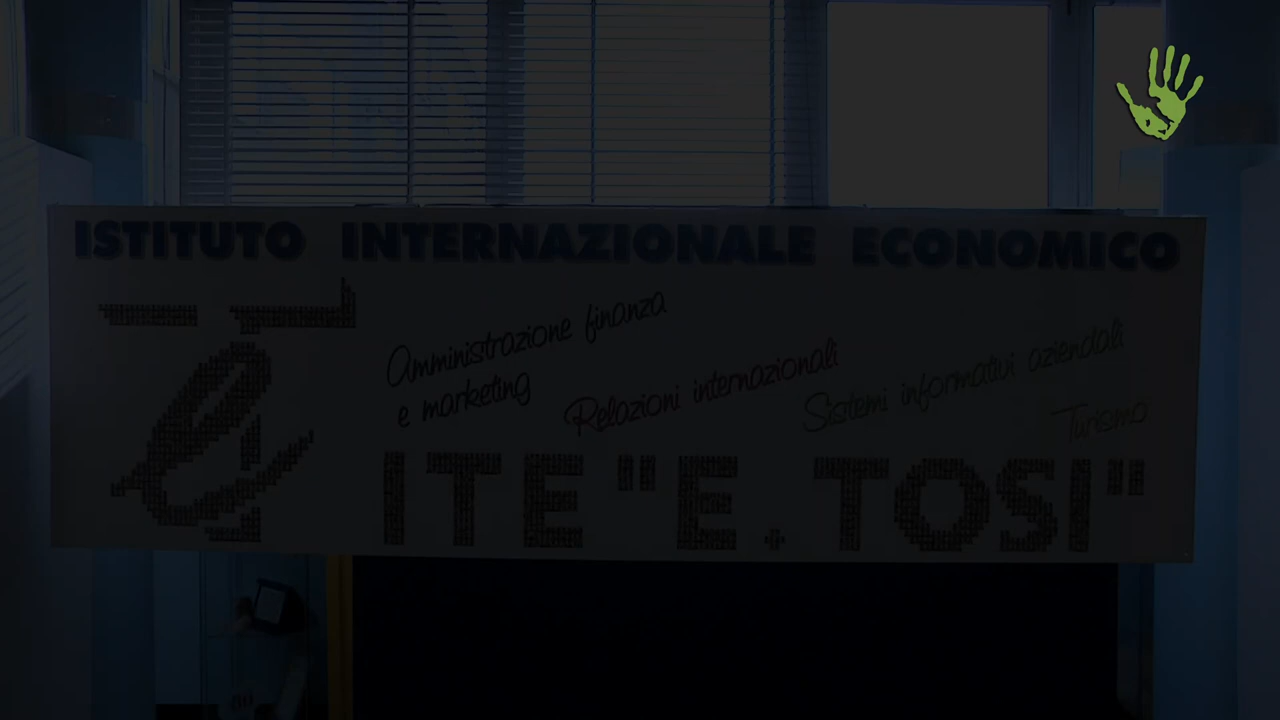 ISTITUTO INTERNAZIONALE ECONOMICO
Amministrazione finanza
e marketing
Relazioni internazionali
Sistemi informativi aziendali
Turismo
ITE "E. TOSI"